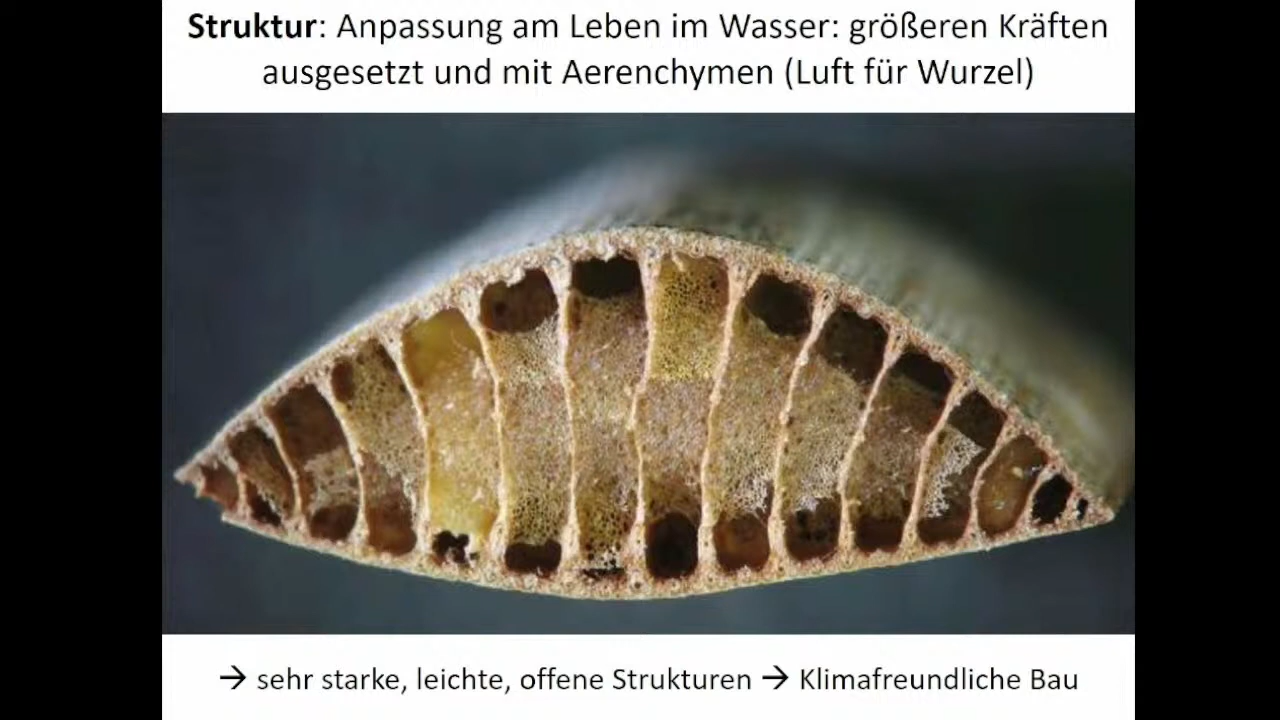 Struktur: Anpassung am Leben im Wasser: größeren Kräften
ausgesetzt und mit Aerenchymen (Luft für Wurzel)
→ sehr starke, leichte, offene Strukturen → Klimafreundliche Bau